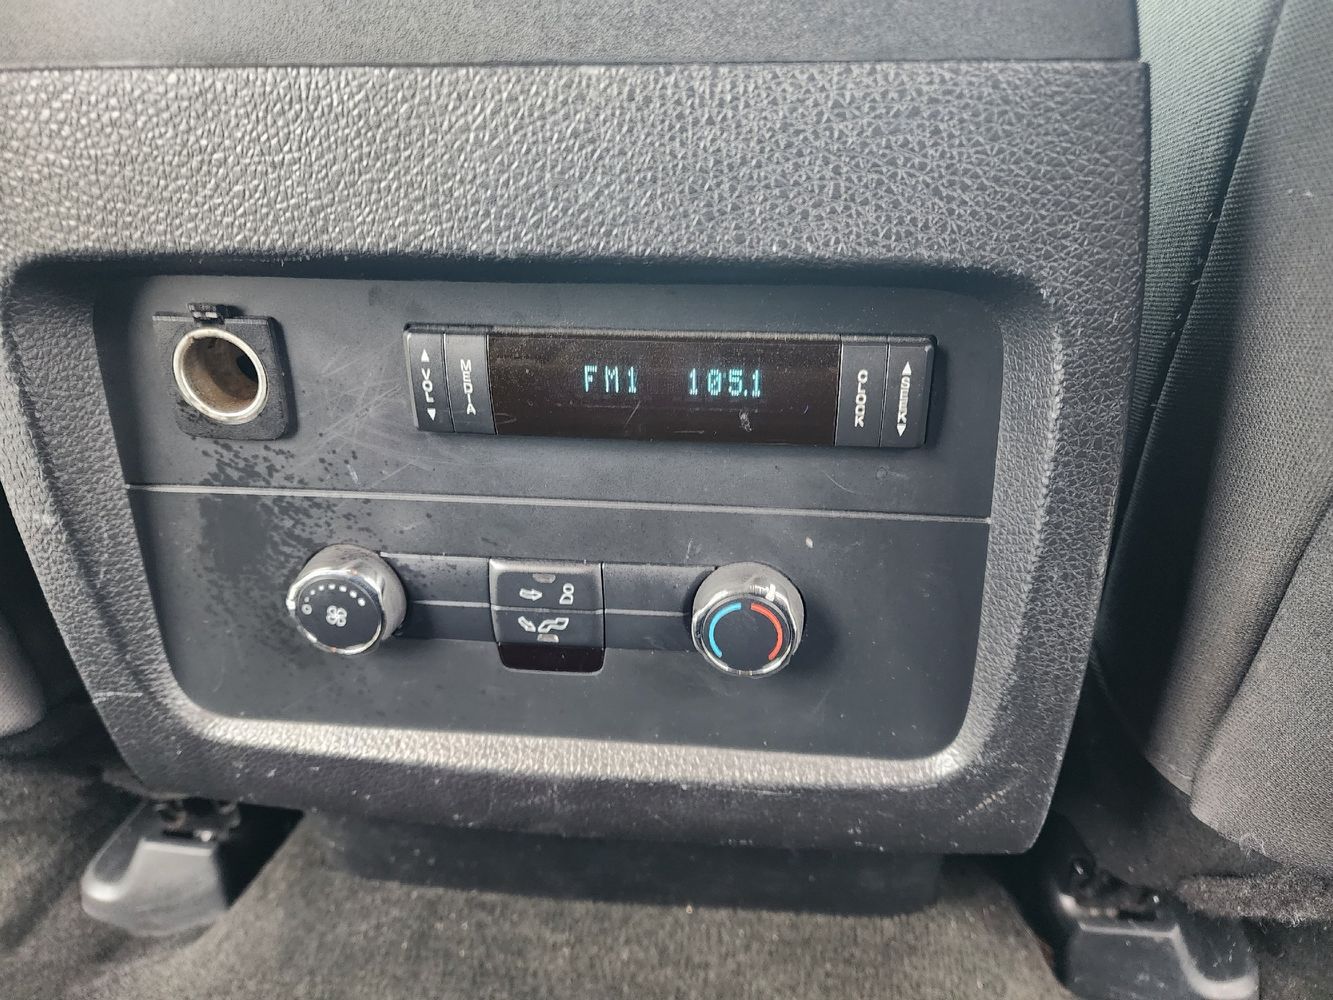 VOL
MEDIA
FM1 105.1
CLOCK
SEEK